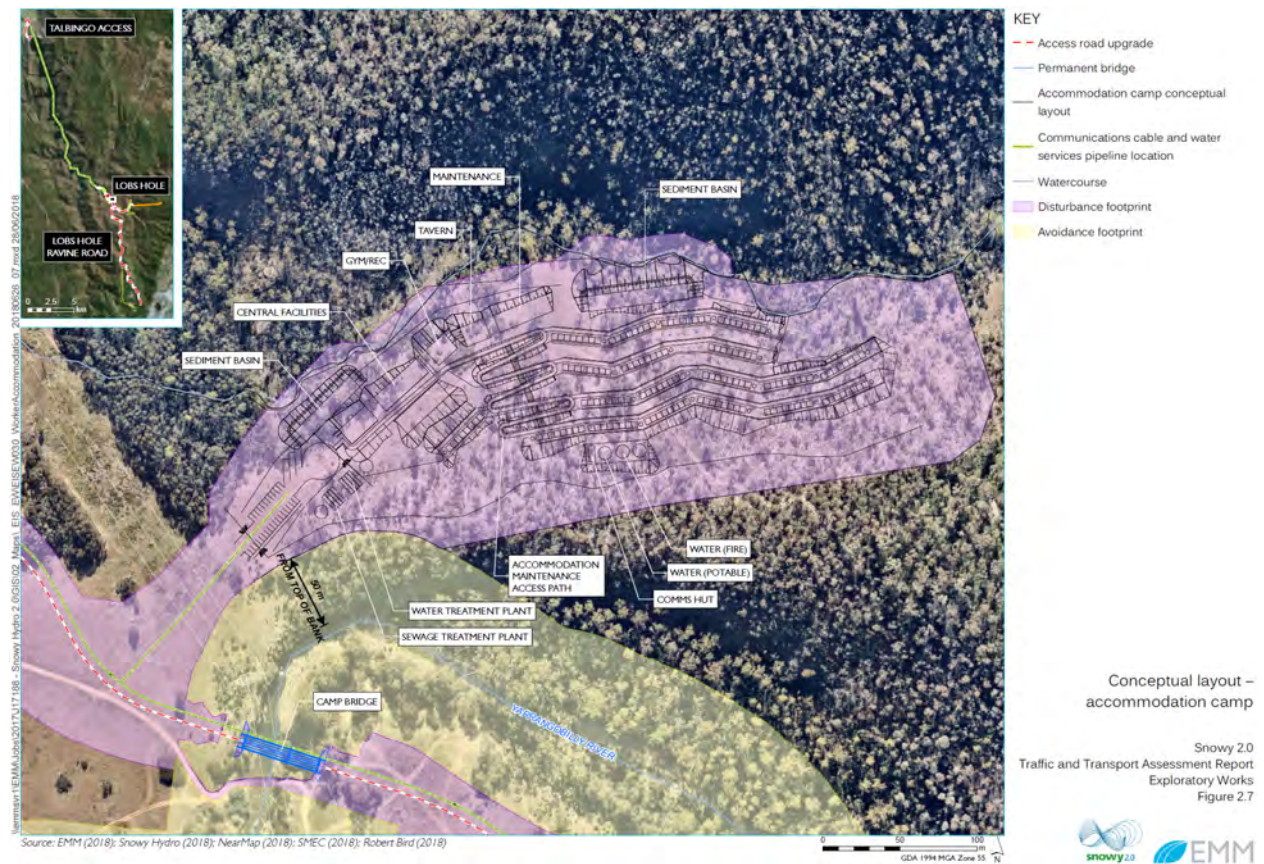 TALBINGO ACCESS
LOBS HOLE
LOBS HOLE
RAVINE ROAD
0 2.5 5
km
MAINTENANCE
SEDIMENT BASIN
TAVERN
GYM/REC
CENTRAL FACILITIES
SEDIMENT BASIN
WATER (FIRE)
WATER (POTABLE)
COMMS HUT
ACCOMMODATION
MAINTENANCE
ACCESS PATH
WATER TREATMENT PLANT
SEWAGE TREATMENT PLANT
50 m
FROM TOP OF BANK
CAMP BRIDGE
YARRANGOBILLY RIVER
KEY
Access road upgrade
Permanent bridge
Accommodation camp conceptual
layout
Communications cable and water
services pipeline location
Watercourse
Disturbance footprint
Avoidance footprint
Conceptual layout –
accommodation camp
Snowy 2.0
Traffic and Transport Assessment Report
Exploratory Works
Figure 2.7
snowy 2.0
EMM
Source: EMM (2018); Snowy Hydro (2018); NearMap (2018); SMEC (2018); Robert Bird (2018)
0 50 100
m
GDA 1994 MGA Zone 55
N